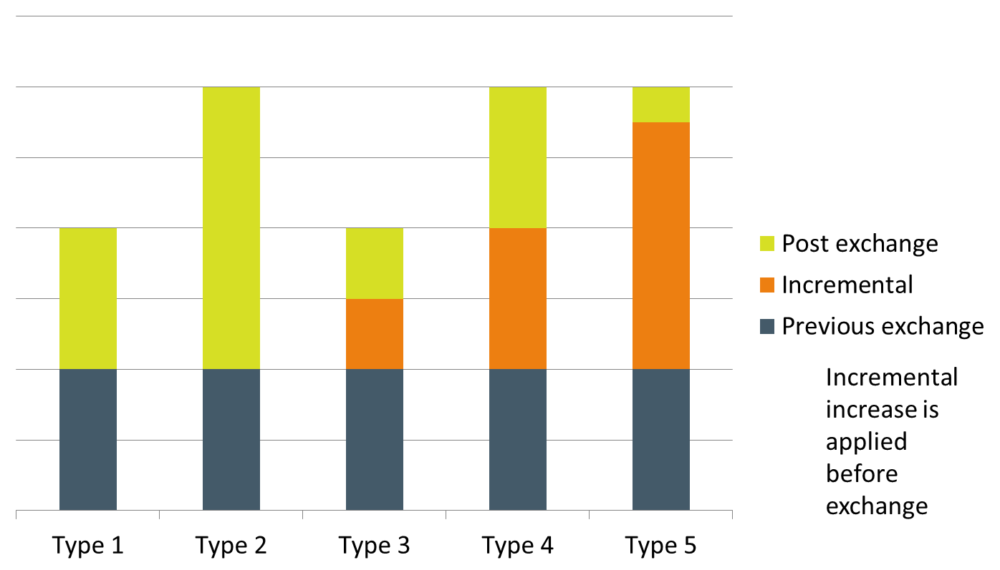 Post exchange
Incremental
Previous exchange
Incremental
increase is
applied
before
exchange
Type 1
Type 2
Type 3
Type 4
Type 5